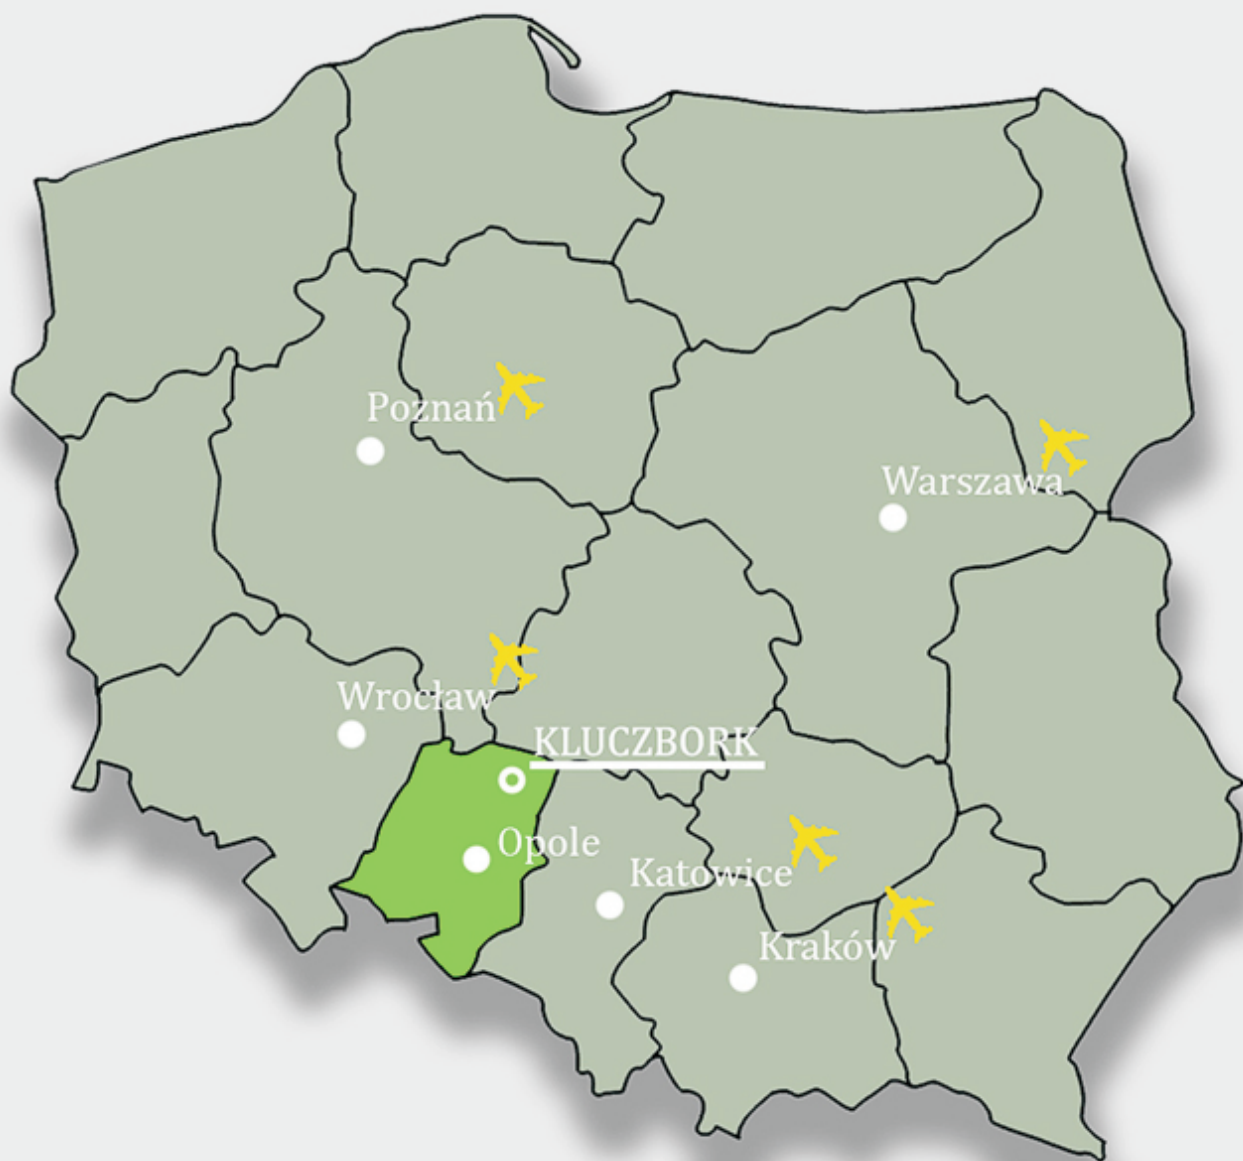 Poznań
Warszawa
Wrocław
KLUCZBORK
Opole
Katowice
Kraków